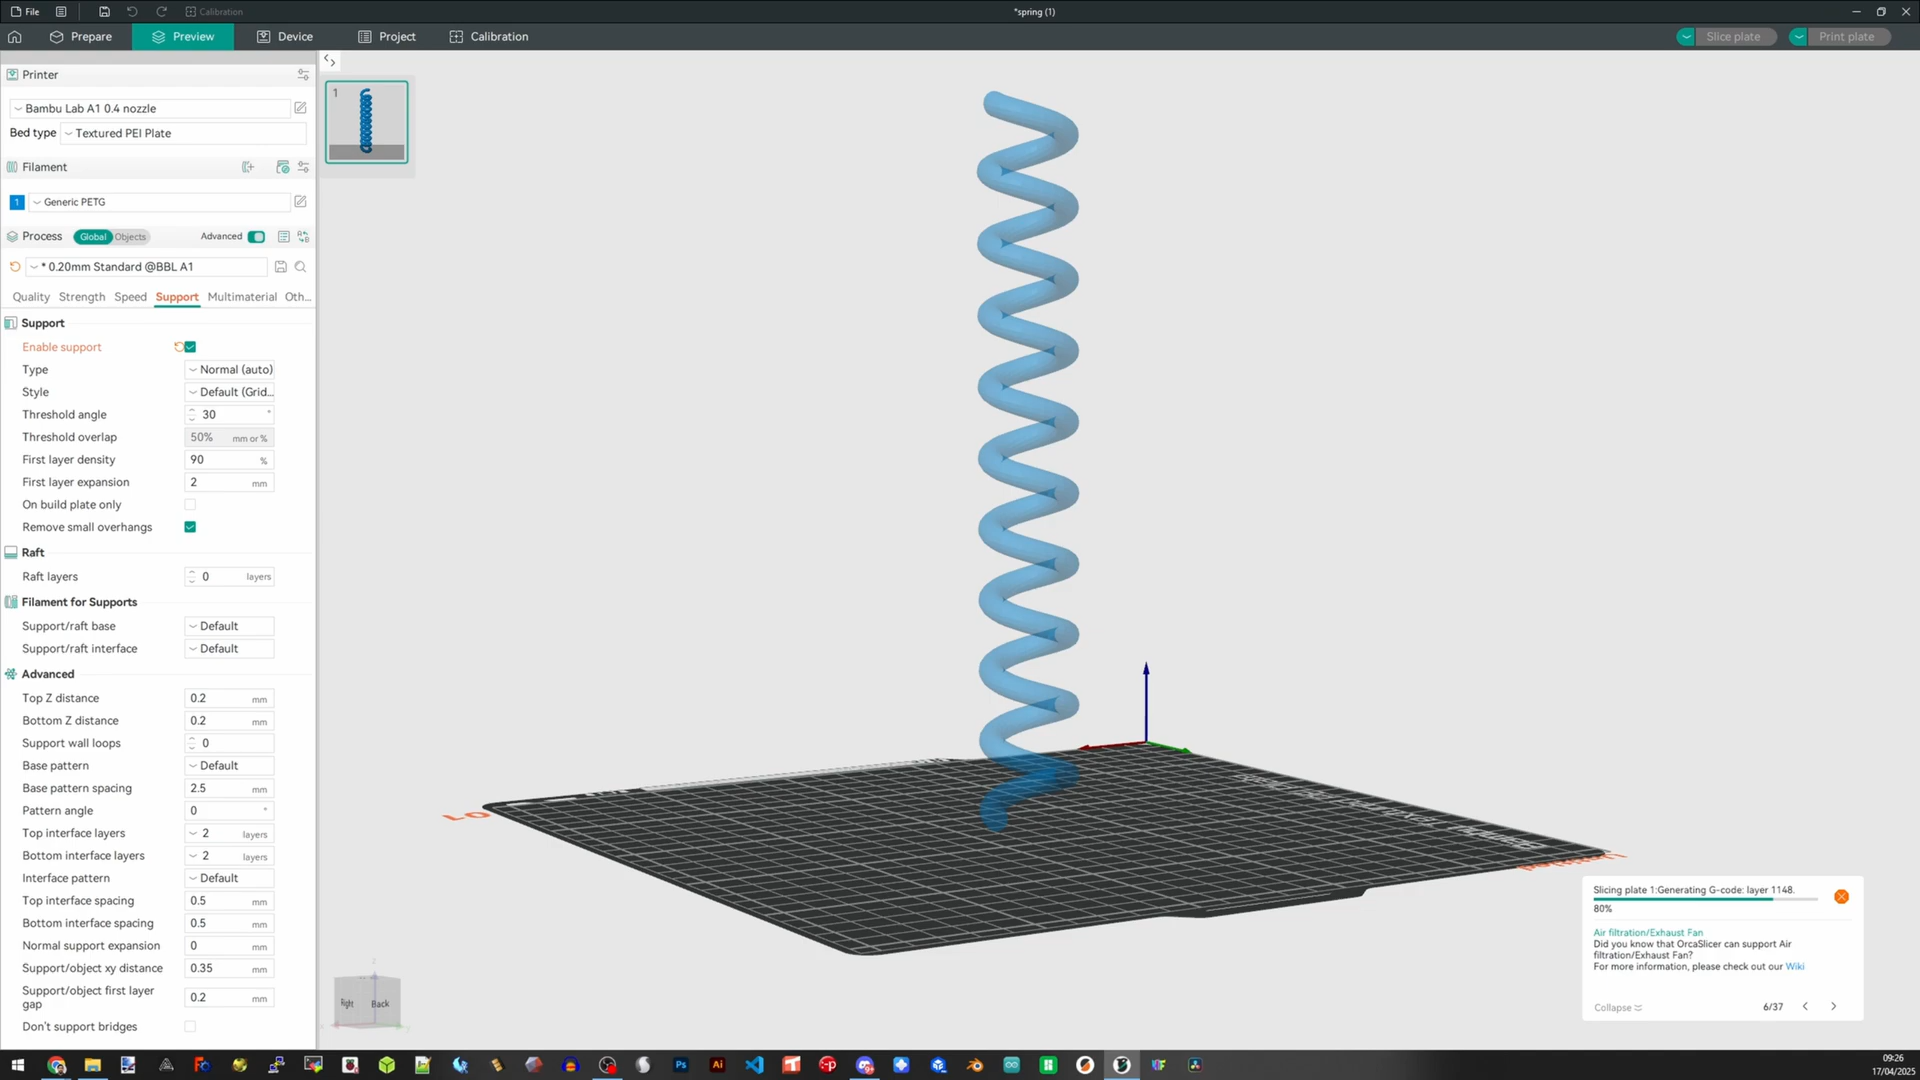 File
Calibration
*spring (1)
Prepare
Preview
Device
Project
Calibration
Slice plate
Print plate
Printer
Bambu Lab A1 0.4 nozzle
Bed type
Textured PEI Plate
Filament
1
Generic PETG
Process
Global
Objects
Advanced
* 0.20mm Standard @BBL A1
Quality
Strength
Speed
Support
Multimaterial
Oth...
Support
Enable support
Type
Normal (auto)
Style
Default (Grid...
Threshold angle
30
°
Threshold overlap
50%
mm or %
First layer density
90
%
First layer expansion
2
mm
On build plate only
Remove small overhangs
Raft
Raft layers
0
layers
Filament for Supports
Support/raft base
Default
Support/raft interface
Default
Advanced
Top Z distance
0.2
mm
Bottom Z distance
0.2
mm
Support wall loops
0
Base pattern
Default
Base pattern spacing
2.5
mm
Pattern angle
0
°
Top interface layers
2
layers
Bottom interface layers
2
layers
Interface pattern
Default
Top interface spacing
0.5
mm
Bottom interface spacing
0.5
mm
Normal support expansion
0
mm
Support/object xy distance
0.35
mm
Support/object first layer
gap
0.2
mm
Don't support bridges
1
Right
Back
Slicing plate 1:Generating G-code: layer 1148.
80%
Air filtration/Exhaust Fan
Did you know that OrcaSlicer can support Air
filtration/Exhaust Fan?
For more information, please check out our Wiki
Collapse
6/37
Ps
Ai
09:26
17/04/2025